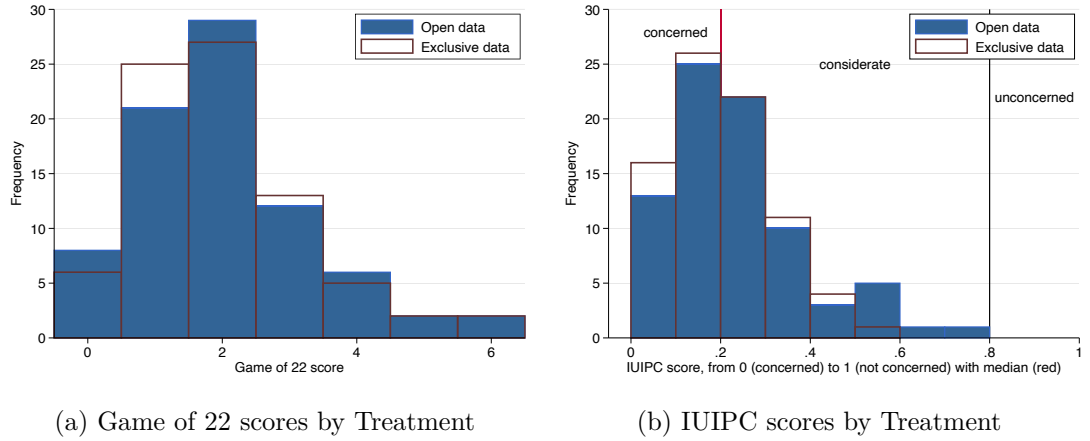 30
25
20
15
10
5
0
Frequency
0 2 4 6
Game of 22 score
Open data
Exclusive data
(a) Game of 22 scores by Treatment
30
25
20
15
10
5
0
Frequency
concerned
considerate
unconcerned
Open data
Exclusive data
0 .2 .4 .6 .8 1
IUIPC score, from 0 (concerned) to 1 (not concerned) with median (red)
(b) IUIPC scores by Treatment